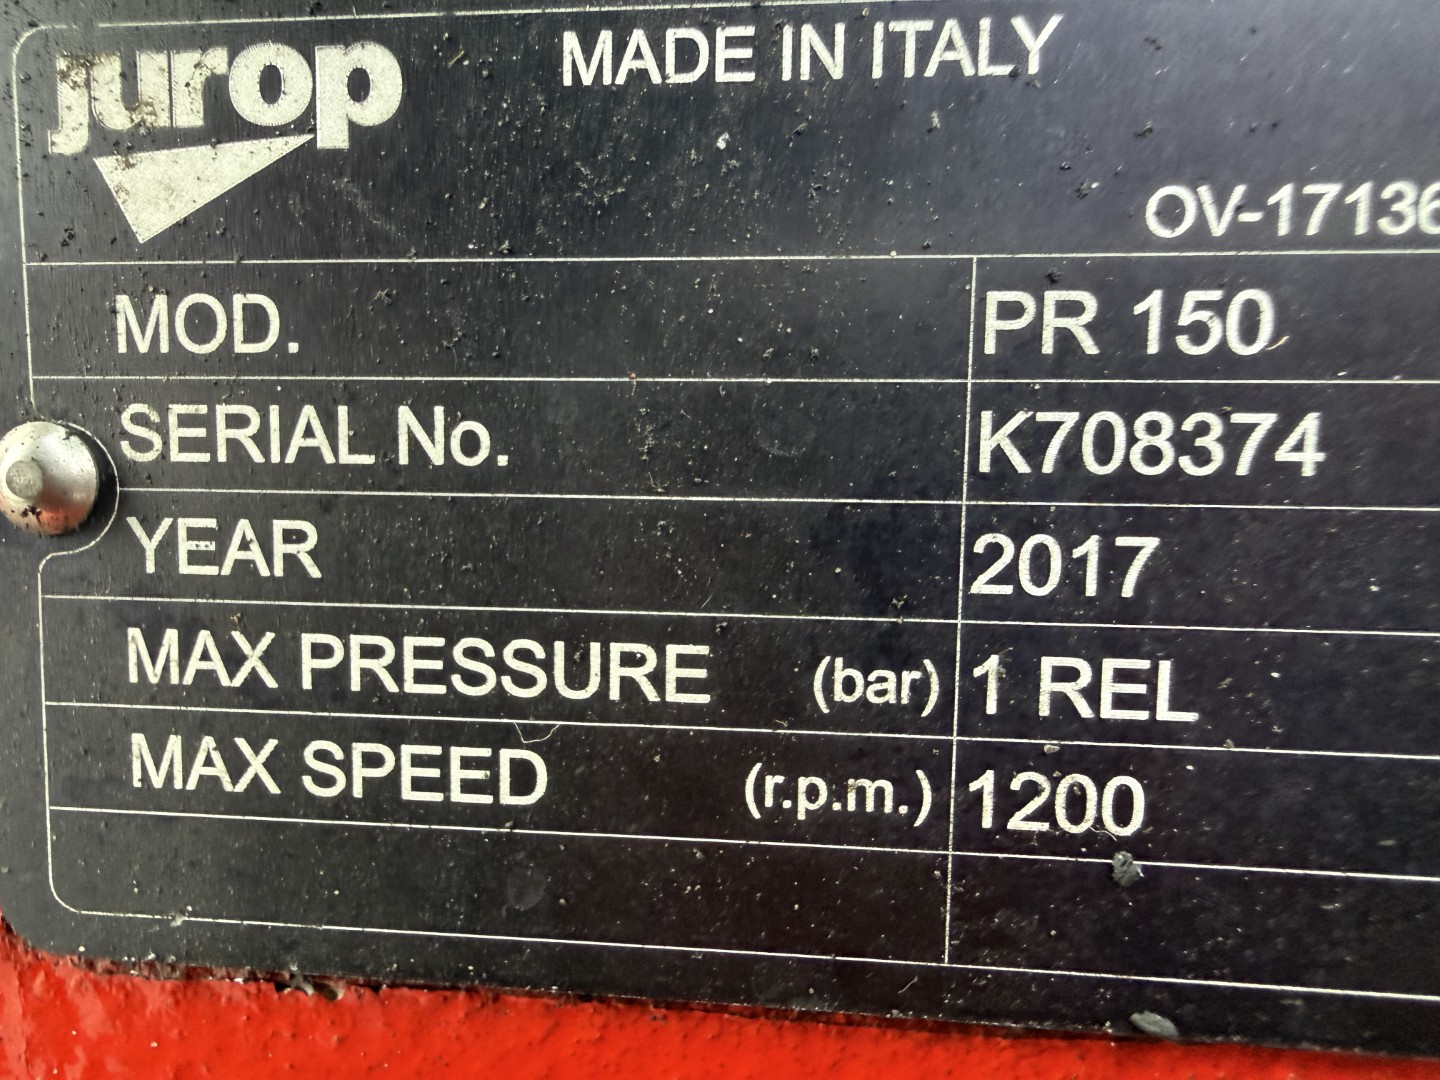 jurop
MADE IN ITALY
OV-17136
MOD. PR 150
SERIAL No. K708374
YEAR 2017
MAX PRESSURE (bar) 1 REL
MAX SPEED (r.p.m.) 1200